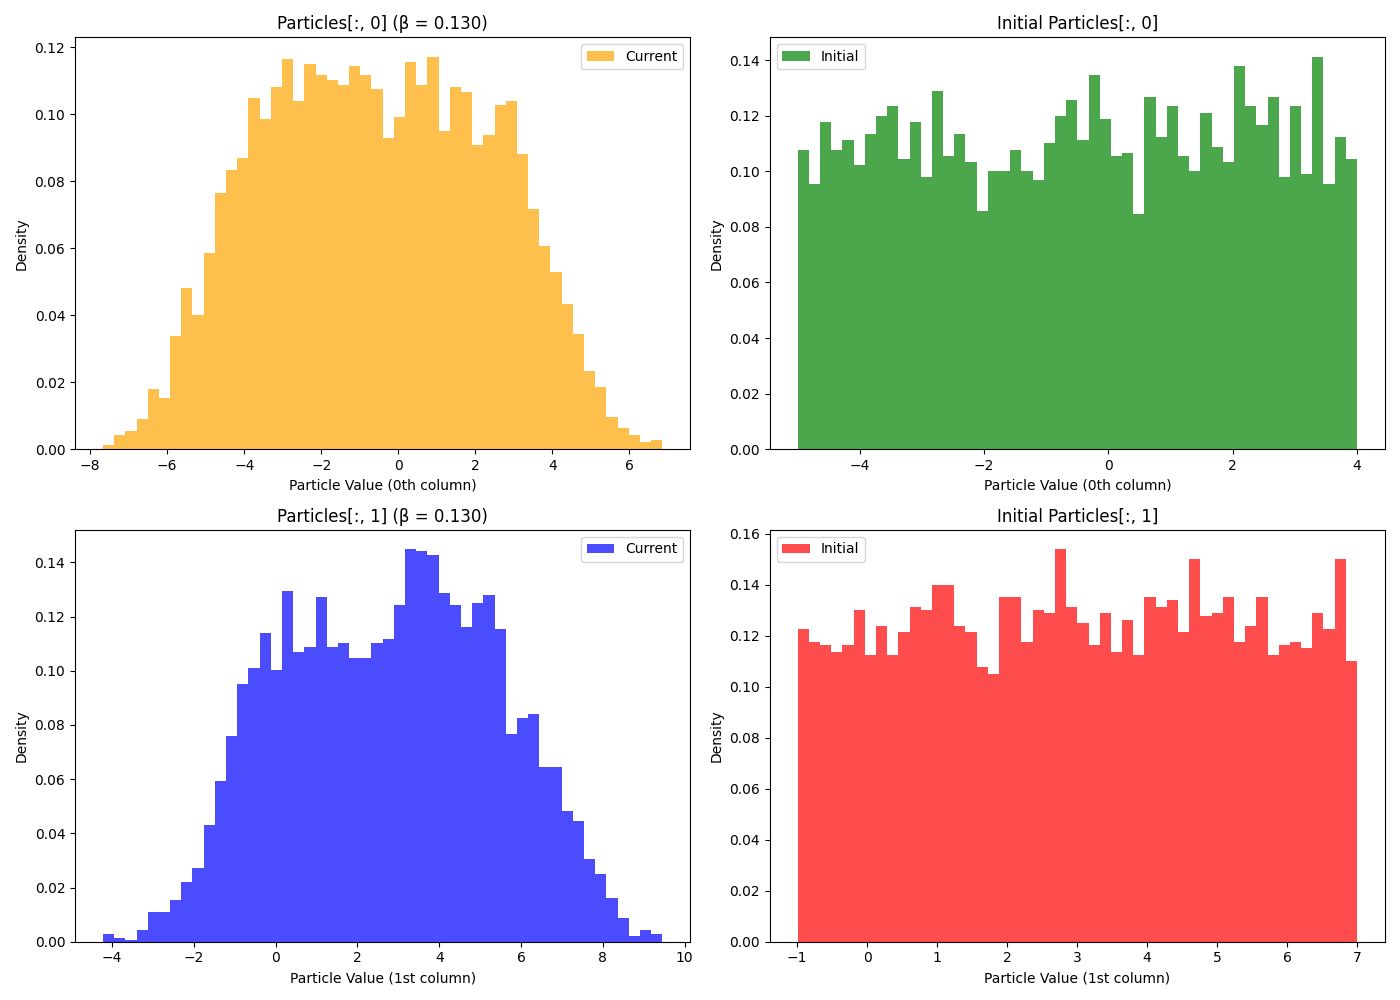 Particles[:, 0] (β = 0.130)
Current
Density
0.12
0.10
0.08
0.06
0.04
0.02
0.00
−8 −6 −4 −2 0 2 4 6
Particle Value (0th column)
Initial Particles[:, 0]
Initial
Density
0.14
0.12
0.10
0.08
0.06
0.04
0.02
0.00
−4 −2 0 2 4
Particle Value (0th column)
Particles[:, 1] (β = 0.130)
Current
Density
0.14
0.12
0.10
0.08
0.06
0.04
0.02
0.00
−4 −2 0 2 4 6 8 10
Particle Value (1st column)
Initial Particles[:, 1]
Initial
Density
0.16
0.14
0.12
0.10
0.08
0.06
0.04
0.02
0.00
−1 0 1 2 3 4 5 6 7
Particle Value (1st column)